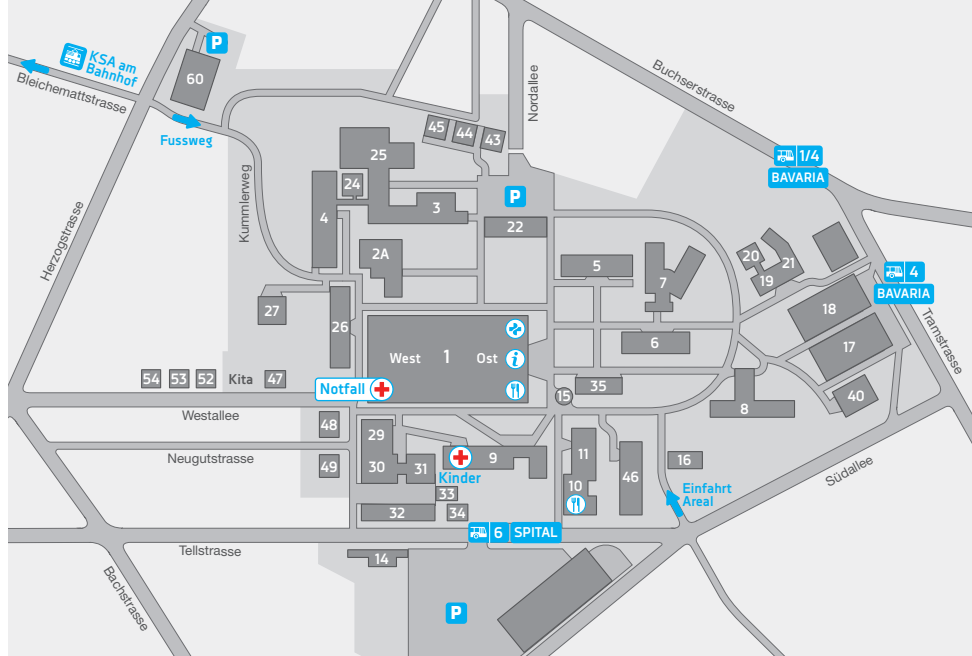 P
KSA am
Bahnhof
Bleichemattstrasse
60
Fussweg
Herzogstrasse
Kummlerweg
Nordallee
Buchserstrasse
1/4
BAVARIA
4
BAVARIA
Tramstrasse
45
44
43
25
24
3
4
P
22
2A
5
7
20
21
19
18
17
27
26
6
West
1
Ost
i
54
53
52
Kita
47
Notfall
15
35
8
40
Westallee
48
29
30
31
9
Kinder
11
10
46
16
Einfahrt
Areal
Südallee
Neugutstrasse
49
33
34
32
6
SPITAL
Tellstrasse
14
Bachstrasse
P